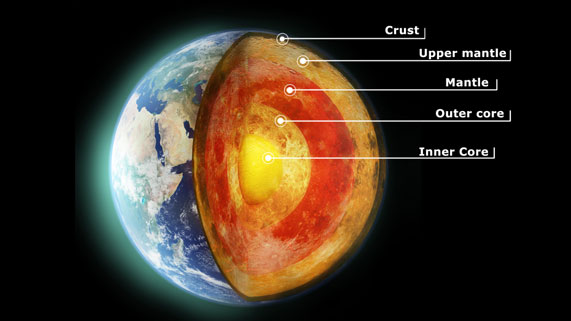 Crust
Upper mantle
Mantle
Outer core
Inner Core